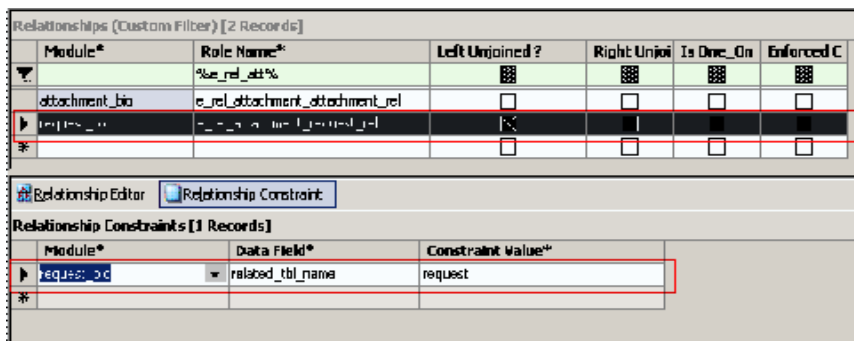 Relationships (Custom Filter) [2 Records]
Module* Role Name* Left Unjoined ? Right Unjoi Is One_On Enforced C
%e_rel_att%
attachment_bio e_rel_attachment_attachment_rel
Relationship Editor Relationship Constraint
Relationship Constraints [1 Records]
Module* Data Field* Constraint Value*
related_tbl_name request